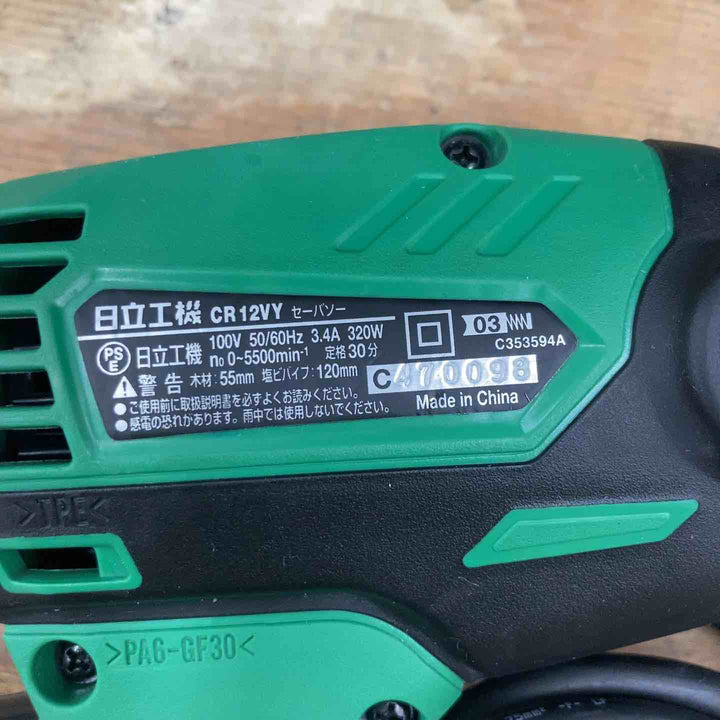 日立工機 CR12VY セーバソー
PSE 日立工機 100V 50/60Hz 3.4A 320W
n₀ 0~5500min⁻¹ 定格30分
警告 木材:55mm 塩ビパイプ:120mm
●ご使用前に取扱説明書を必ずよくお読みください。
●感電の恐れがあります。雨中では使用しないでください。
03
C353594A
C470098
Made in China
>TPE<
>PA6-GF30<